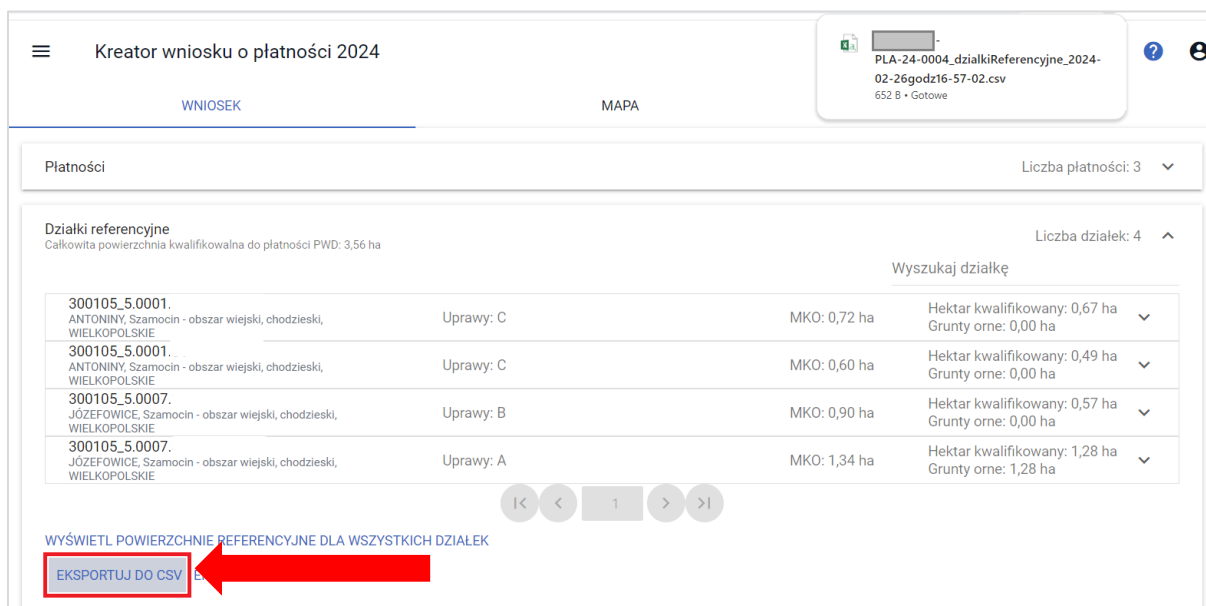 Kreator wniosku o płatności 2024
-
PLA-24-0004_dzialkiReferencyjne_2024-
02-26godz16-57-02.csv
652 B • Gotowe
?
WNIOSEK
MAPA
Płatności
Liczba płatności: 3
Działki referencyjne
Całkowita powierzchnia kwalifikowalna do płatności PWD: 3,56 ha
Liczba działek: 4
Wyszukaj działkę
300105_5.0001.
ANTONINY, Szamocin - obszar wiejski, chodzieski,
WIELKOPOLSKIE
Uprawy: C
MKO: 0,72 ha
Hektar kwalifikowany: 0,67 ha
Grunty orne: 0,00 ha
300105_5.0001.
ANTONINY, Szamocin - obszar wiejski, chodzieski,
WIELKOPOLSKIE
Uprawy: C
MKO: 0,60 ha
Hektar kwalifikowany: 0,49 ha
Grunty orne: 0,00 ha
300105_5.0007.
JÓZEFOWICE, Szamocin - obszar wiejski, chodzieski,
WIELKOPOLSKIE
Uprawy: B
MKO: 0,90 ha
Hektar kwalifikowany: 0,57 ha
Grunty orne: 0,00 ha
300105_5.0007.
JÓZEFOWICE, Szamocin - obszar wiejski, chodzieski,
WIELKOPOLSKIE
Uprawy: A
MKO: 1,34 ha
Hektar kwalifikowany: 1,28 ha
Grunty orne: 1,28 ha
1
WYŚWIETL POWIERZCHNIE REFERENCYJNE DLA WSZYSTKICH DZIAŁEK
EKSPORTUJ DO CSV